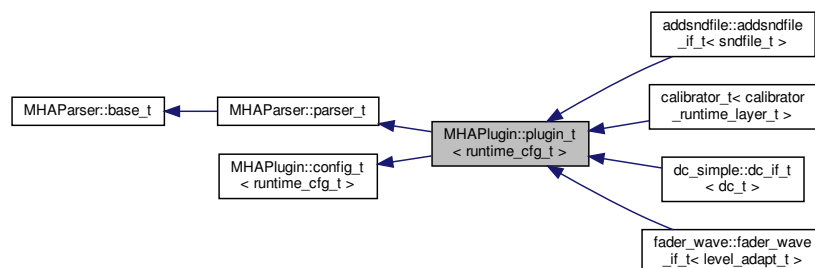 addsndfile::addsndfile
_if_t< sndfile_t >
MHAParser::base_t
MHAParser::parser_t
calibrator_t< calibrator
_runtime_layer_t >
MHAPlugin::plugin_t
< runtime_cfg_t >
MHAPlugin::config_t
< runtime_cfg_t >
dc_simple::dc_if_t
< dc_t >
fader_wave::fader_wave
_if_t< level_adapt_t >